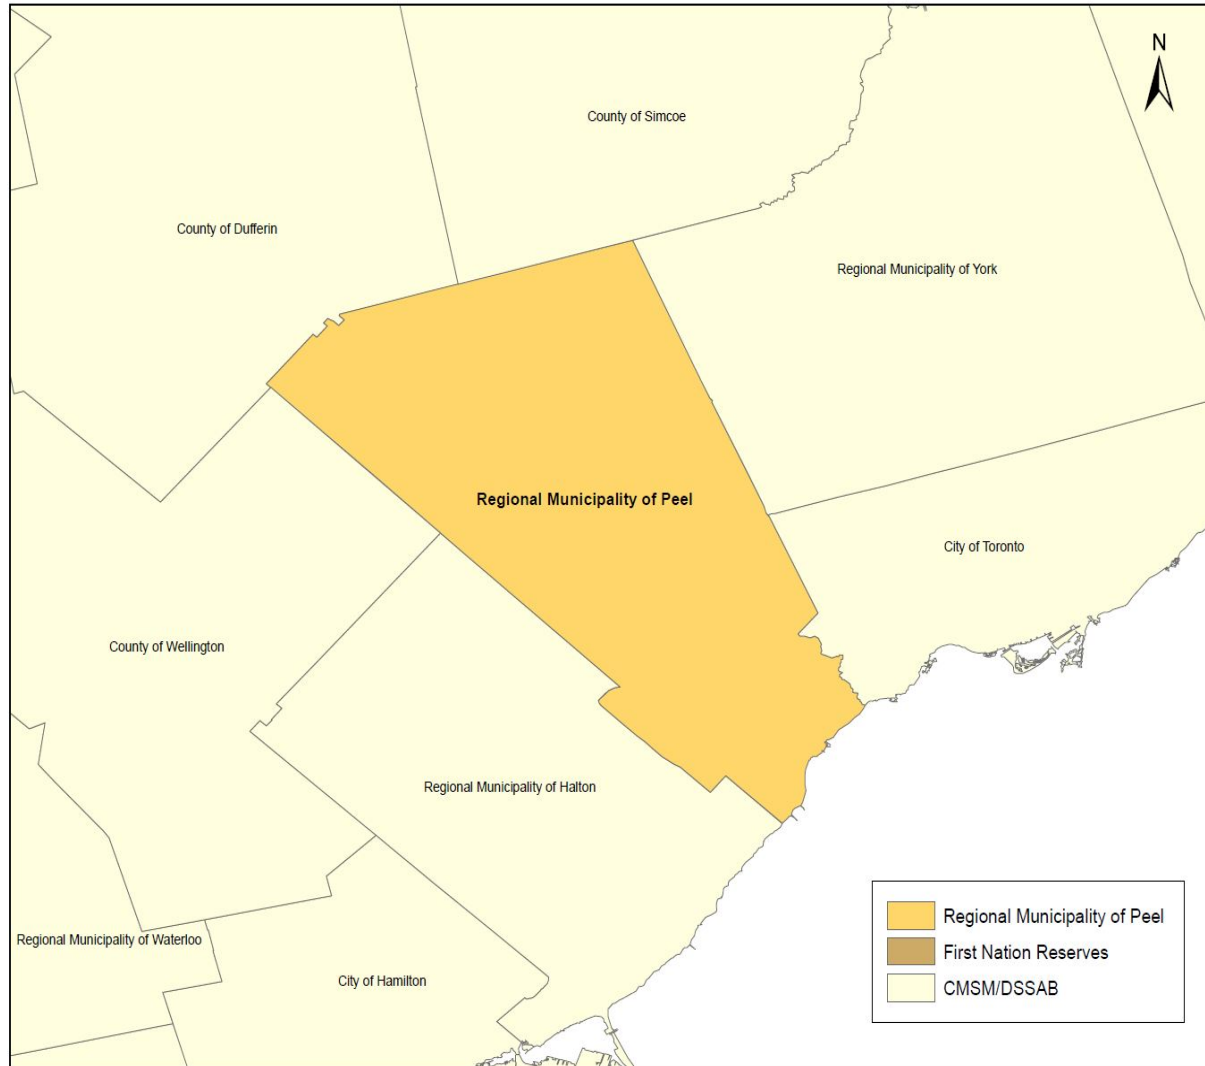 N
County of Simcoe
County of Dufferin
Regional Municipality of York
Regional Municipality of Peel
City of Toronto
County of Wellington
Regional Municipality of Halton
Regional Municipality of Waterloo
City of Hamilton
Regional Municipality of Peel
First Nation Reserves
CMSM/DSSAB